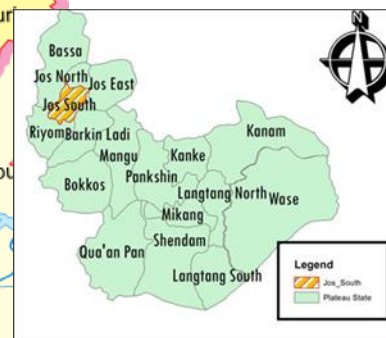 uri
N
Bassa
Jos North
Jos East
Jos South
Riyom
Barkin Ladi
Kanam
Mangu
Kanke
Bokkos
Pankshin
Langtang North
Wase
Mikang
Qua'an Pan
Shendam
Langtang South
Legend
Jos_South
Plateau State